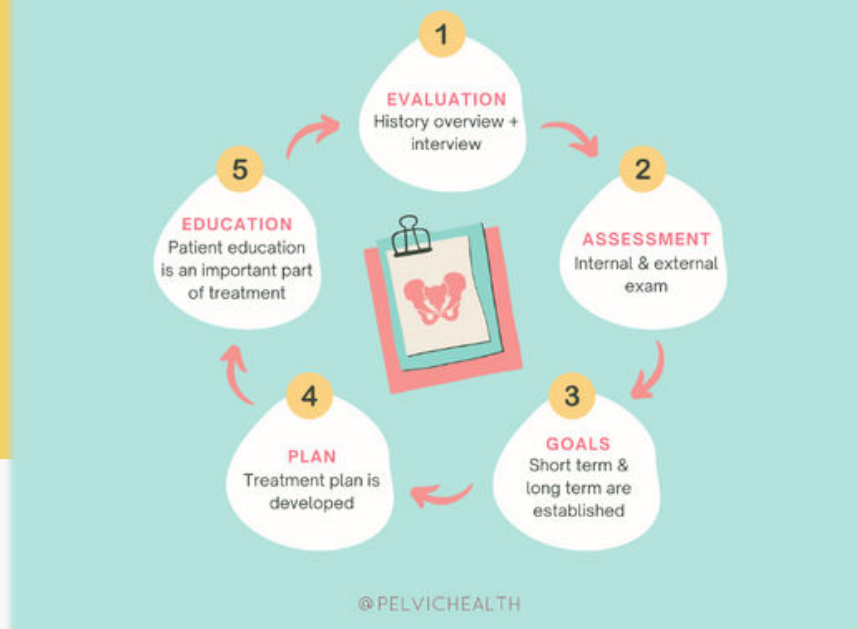 1
EVALUATION
History overview +
interview
2
ASSESSMENT
Internal & external
exam
3
GOALS
Short term &
long term are
established
4
PLAN
Treatment plan is
developed
5
EDUCATION
Patient education
is an important part
of treatment
@PELVICHEALTH